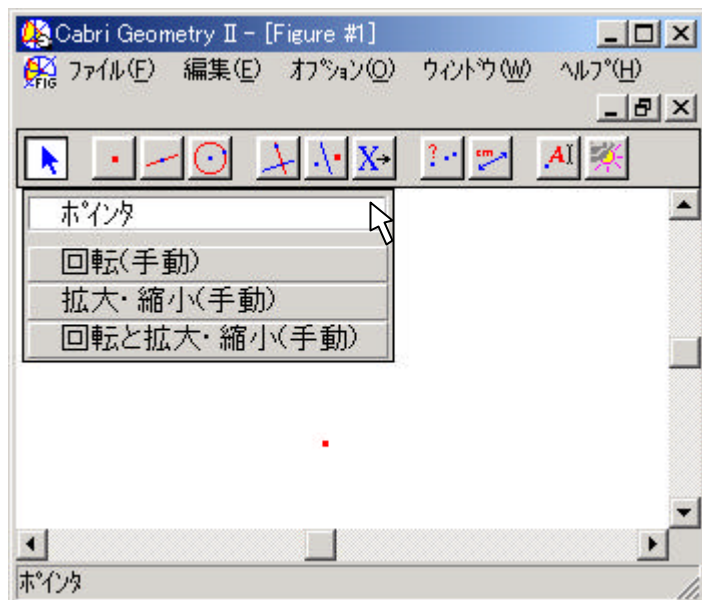 Cabri Geometry II - [Figure #1]
FIG ファイル(F) 編集(E) オプション(O) ウィンドウ(W) ヘルプ(H)
X ? cm A
ポインタ
回転(手動)
拡大・縮小(手動)
回転と拡大・縮小(手動)
ポインタ